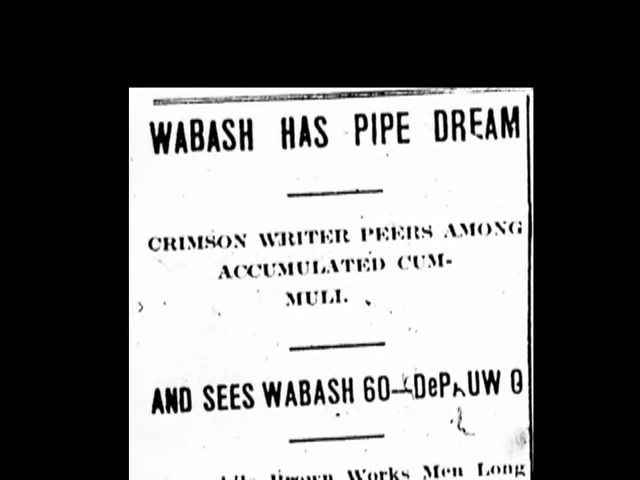 WABASH HAS PIPE DREAM
CRIMSON WRITER PEERS AMONG
ACCUMULATED CUM-
MULI.
AND SEES WABASH 60—DePAUW 0
Brown Works Men Long